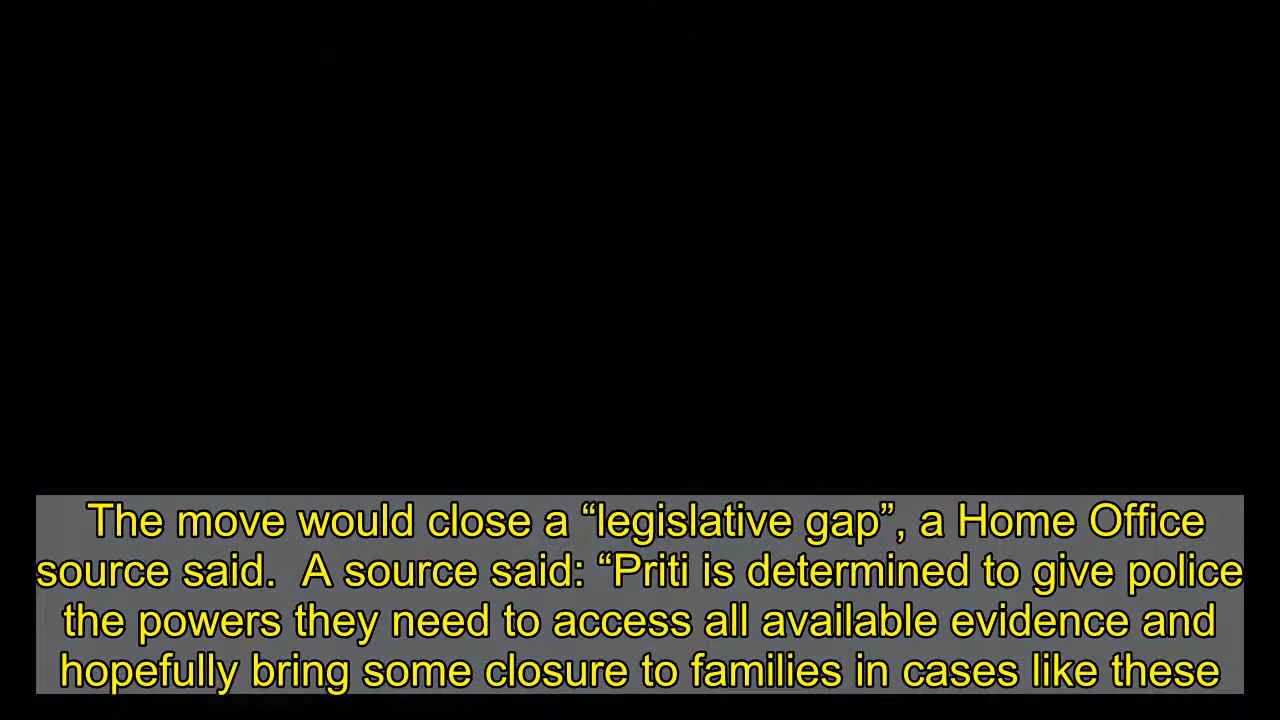 The move would close a “legislative gap”, a Home Office
source said.  A source said: “Priti is determined to give police
the powers they need to access all available evidence and
hopefully bring some closure to families in cases like these